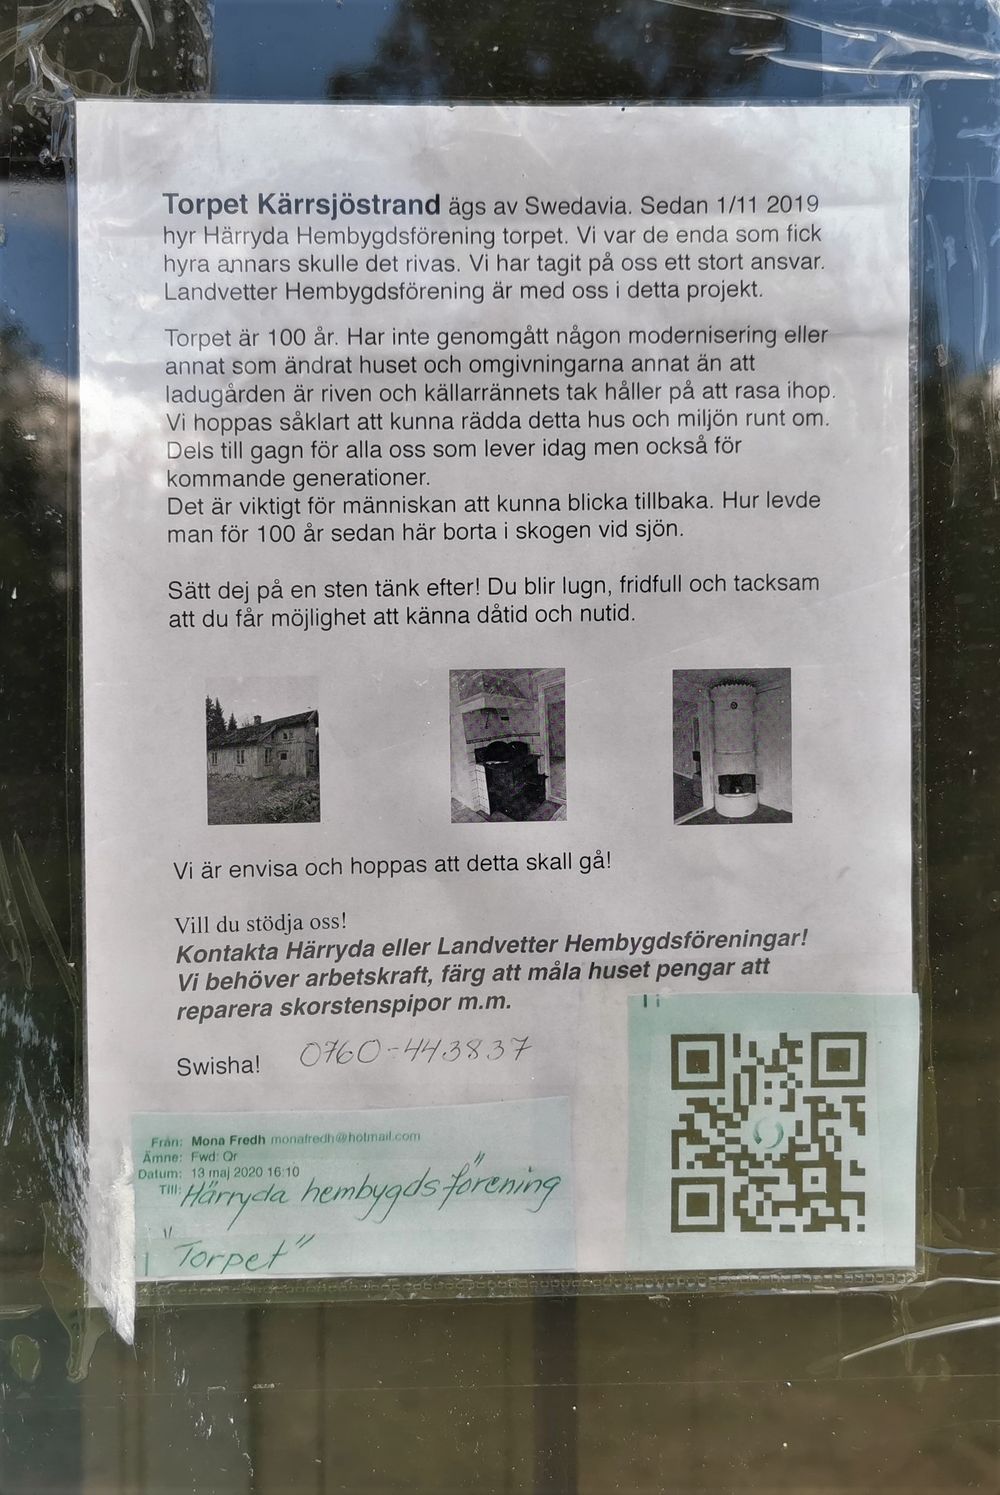 Torpet Kärrsjöstrand ägs av Swedavia. Sedan 1/11 2019
hyr Härryda Hembygdsförening torpet. Vi var de enda som fick
hyra annars skulle det rivas. Vi har tagit på oss ett stort ansvar.
Landvetter Hembygdsförening är med oss i detta projekt.
Torpet är 100 år. Har inte genomgått någon modernisering eller
annat som ändrat huset och omgivningarna annat än att
ladugården är riven och källarrännets tak håller på att rasa ihop.
Vi hoppas såklart att kunna rädda detta hus och miljön runt om.
Dels till gagn för alla oss som lever idag men också för
kommande generationer.
Det är viktigt för människan att kunna blicka tillbaka. Hur levde
man för 100 år sedan här borta i skogen vid sjön.
Sätt dej på en sten tänk efter! Du blir lugn, fridfull och tacksam
att du får möjlighet att känna dåtid och nutid.
Vi är envisa och hoppas att detta skall gå!
Vill du stödja oss!
Kontakta Härryda eller Landvetter Hembygdsföreningar!
Vi behöver arbetskraft, färg att måla huset pengar att
reparera skorstenspipor m.m.
Swisha! 0760-443837
Från: Mona Fredh monafredh@hotmail.com
Ämne: Fwd: Qr
Datum: 13 maj 2020 16:10
Till: Härryda hembygdsförening
"Torpet"